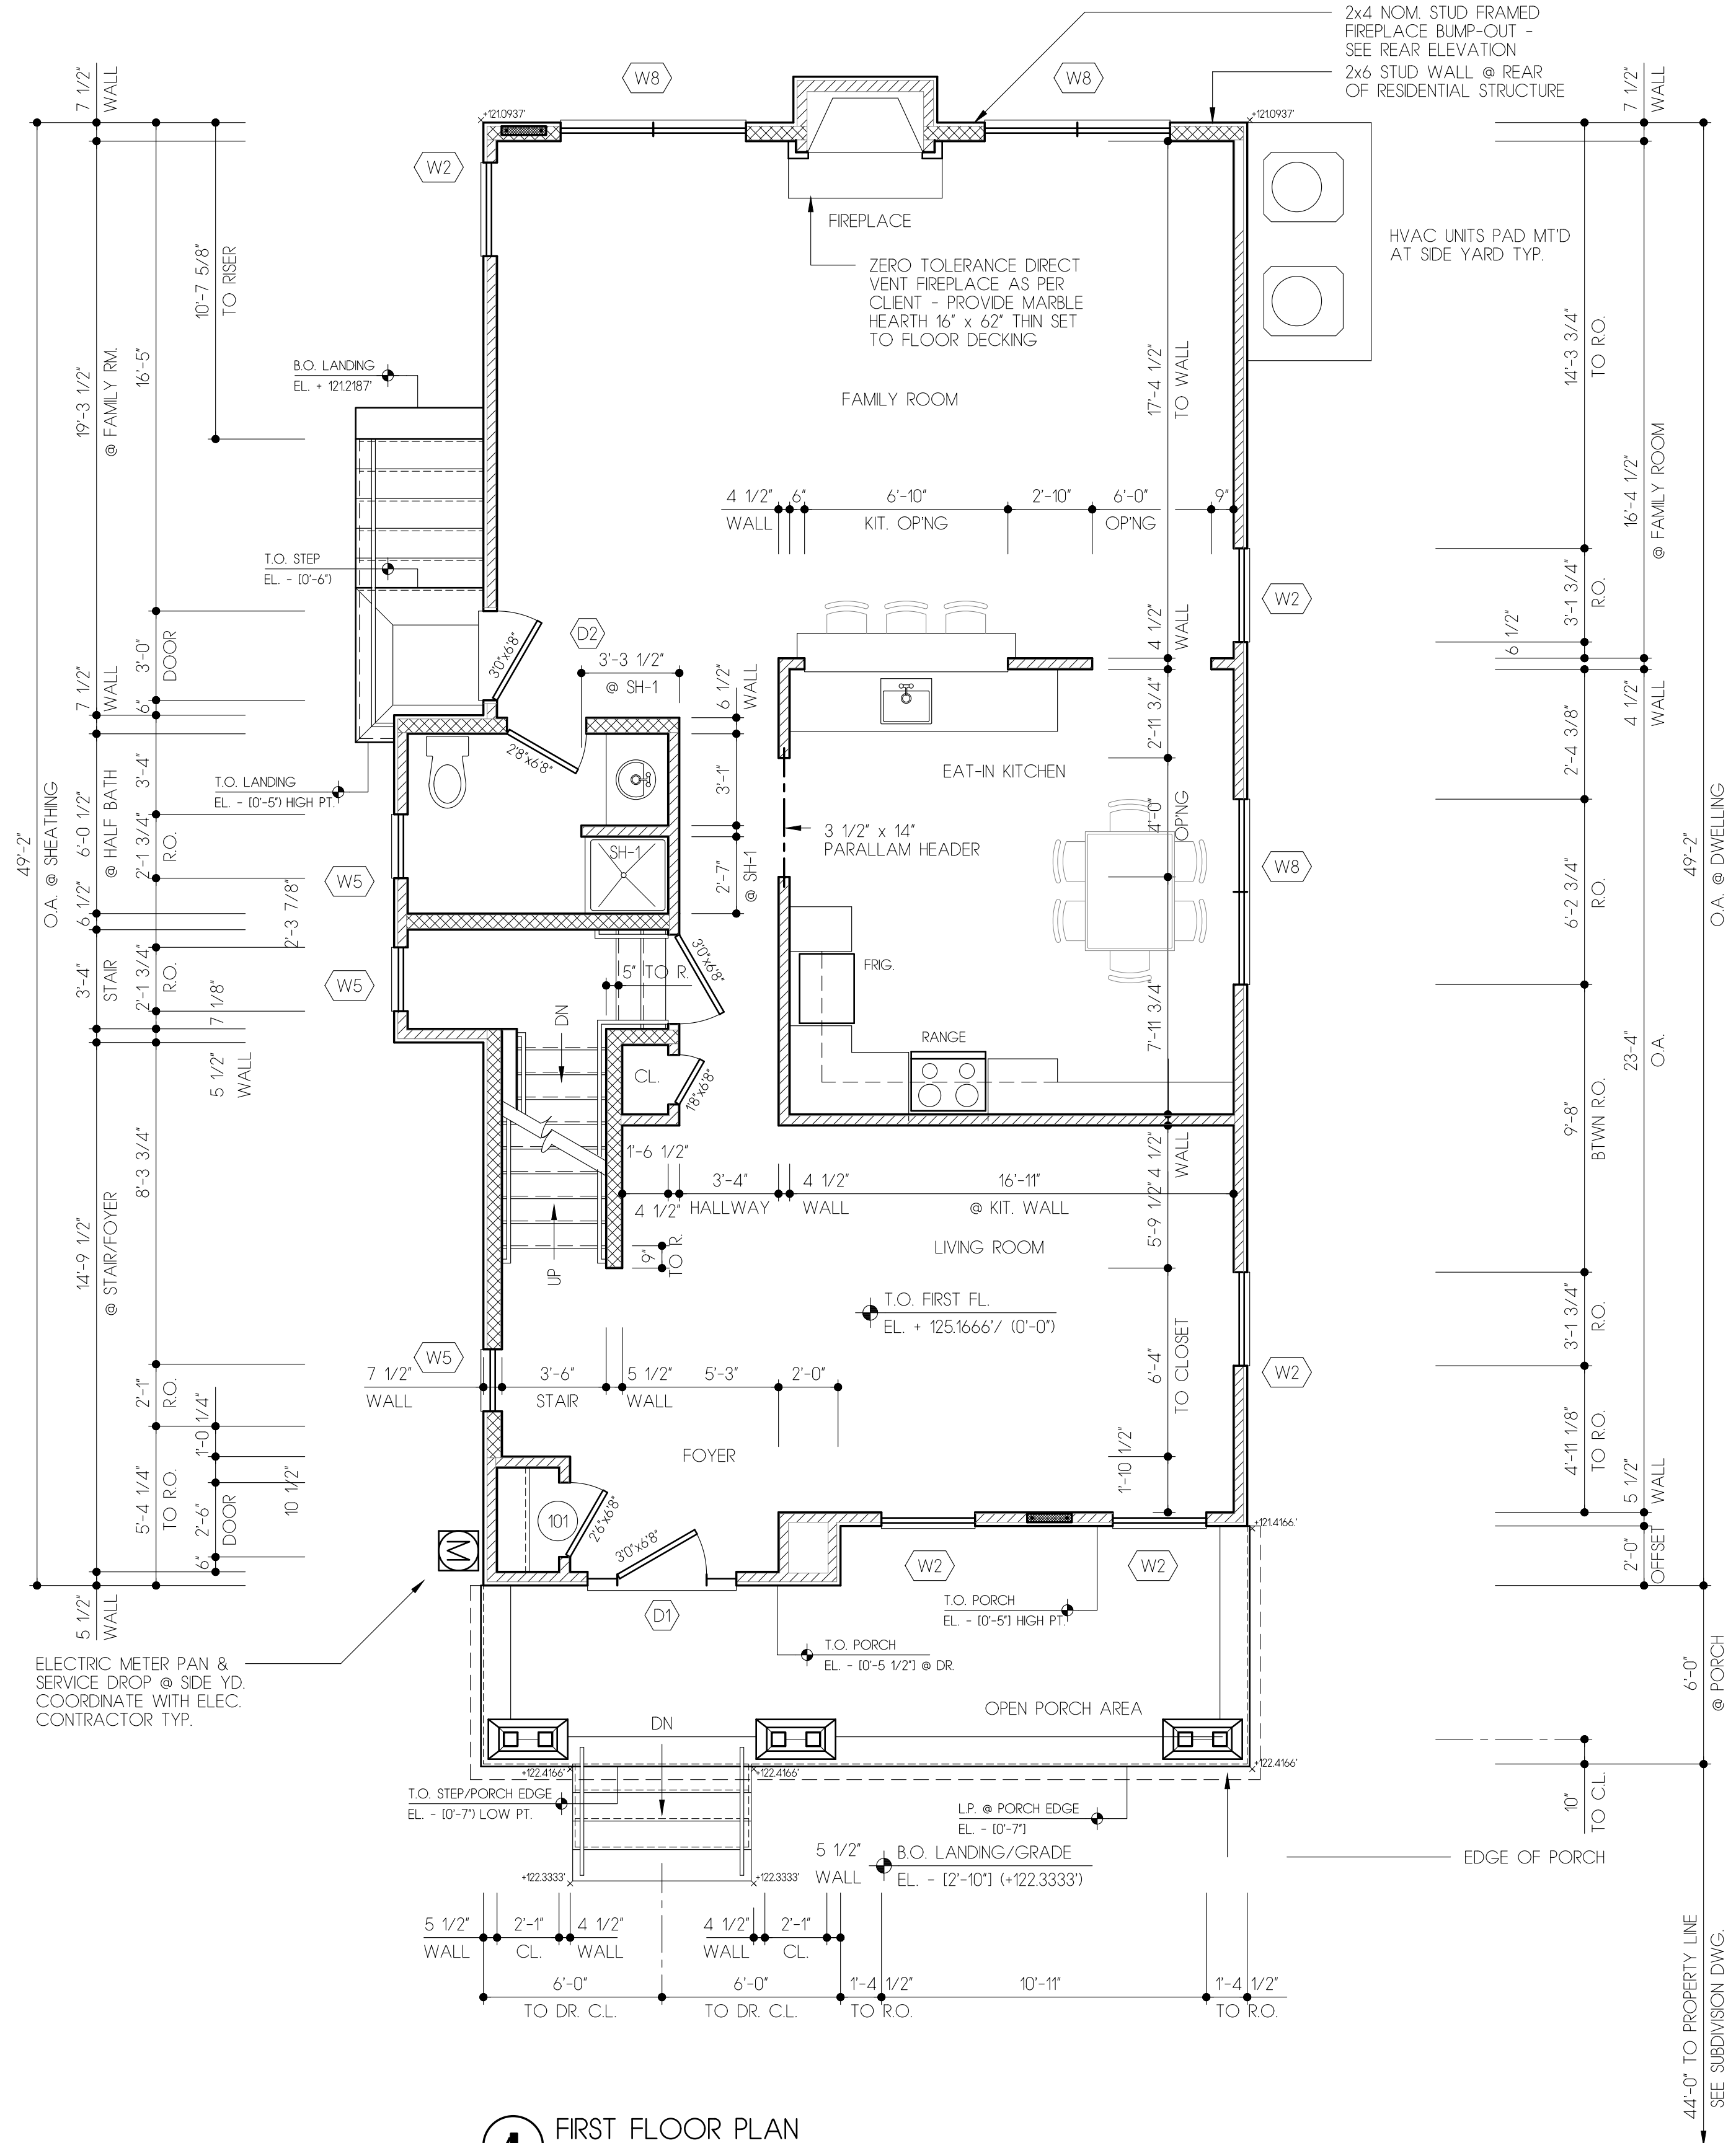 2x4 NOM. STUD FRAMED
FIREPLACE BUMP-OUT -
SEE REAR ELEVATION
2x6 STUD WALL @ REAR
OF RESIDENTIAL STRUCTURE
7 1/2"
WALL
W8
W8
7 1/2"
WALL
+121.0937'
+121.0937'
W2
FIREPLACE
HVAC UNITS PAD MT'D
AT SIDE YARD TYP.
ZERO TOLERANCE DIRECT
VENT FIREPLACE AS PER
CLIENT - PROVIDE MARBLE
HEARTH 16" x 62" THIN SET
TO FLOOR DECKING
10'-7 5/8"
TO RISER
19'-3 1/2"
@ FAMILY RM.
16'-5"
B.O. LANDING
EL. + 121.2187'
FAMILY ROOM
17'-4 1/2"
TO WALL
14'-3 3/4"
TO R.O.
16'-4 1/2"
@ FAMILY ROOM
4 1/2"
WALL
6"
6'-10"
KIT. OP'NG
2'-10"
6'-0"
OP'NG
9"
T.O. STEP
EL. - [0'-6")
D2
3'0"x6'8"
3'-3 1/2"
@ SH-1
6 1/2"
WALL
4 1/2"
WALL
W2
3'-1 3/4"
R.O.
6 1/2"
4 1/2"
WALL
3'-0"
DOOR
6"
7 1/2"
WALL
2'8"x6'8"
2'-11 3/4"
2'-4 3/8"
EAT-IN KITCHEN
T.O. LANDING
EL. - [0'-5") HIGH PT.
49'-2"
O.A. @ SHEATHING
6'-0 1/2"
@ HALF BATH
3'-4"
2'-1 3/4"
R.O.
3'-1"
4'-0"
OP'NG
3 1/2" x 14"
PARALLAM HEADER
SH-1
2'-7"
@ SH-1
W5
W8
6'-2 3/4"
R.O.
49'-2"
O.A. @ DWELLING
6 1/2"
2'-3 7/8"
3'-4"
STAIR
2'-1 3/4"
R.O.
7 1/8"
W5
5" TO R.
3'0"x6'8"
FRIG.
DN
RANGE
7'-11 3/4"
23'-4"
O.A.
5 1/2"
WALL
CL.
1'8"x6'8"
9'-8"
BTWN R.O.
8'-3 3/4"
14'-9 1/2"
@ STAIR/FOYER
1'-6 1/2"
4 1/2"
3'-4"
HALLWAY
4 1/2"
WALL
16'-11"
@ KIT. WALL
4 1/2"
WALL
5'-9 1/2"
UP
9"
TO R.
LIVING ROOM
T.O. FIRST FL.
EL. + 125.1666'/ (0'-0")
W5
7 1/2"
WALL
3'-6"
STAIR
5 1/2"
WALL
5'-3"
2'-0"
6'-4"
TO CLOSET
W2
3'-1 3/4"
R.O.
2'-1"
R.O.
1'-0 1/4"
FOYER
1'-10 1/2"
4'-11 1/8"
TO R.O.
5 1/2"
WALL
5'-4 1/4"
TO R.O.
2'-6"
DOOR
10 1/2"
6"
101
2'6"x6'8"
3'0"x6'8"
M
+121.4166.'
W2
W2
2'-0"
OFFSET
5 1/2"
WALL
D1
T.O. PORCH
EL. - [0'-5"] HIGH PT.
T.O. PORCH
EL. - [0'-5 1/2"] @ DR.
ELECTRIC METER PAN &
SERVICE DROP @ SIDE YD.
COORDINATE WITH ELEC.
CONTRACTOR TYP.
6'-0"
@ PORCH
OPEN PORCH AREA
DN
+122.4166'
+122.4166'
+122.4166'
T.O. STEP/PORCH EDGE
EL. - [0'-7") LOW PT.
L.P. @ PORCH EDGE
EL. - [0'-7"]
10"
TO C.L.
5 1/2"
WALL
B.O. LANDING/GRADE
EL. - [2'-10"] (+122.3333')
EDGE OF PORCH
+122.3333'
+122.3333'
5 1/2"
WALL
2'-1"
CL.
4 1/2"
WALL
4 1/2"
WALL
2'-1"
CL.
6'-0"
TO DR. C.L.
6'-0"
TO DR. C.L.
1'-4 1/2"
TO R.O.
10'-11"
1'-4 1/2"
TO R.O.
44'-0" TO PROPERTY LINE
SEE SUBDIVISION DWG.
FIRST FLOOR PLAN